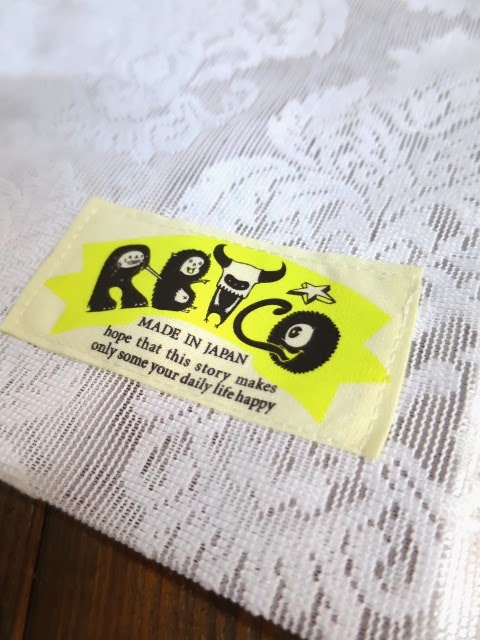 RBTCO
MADE IN JAPAN
hope that this story makes
only some your daily life happy